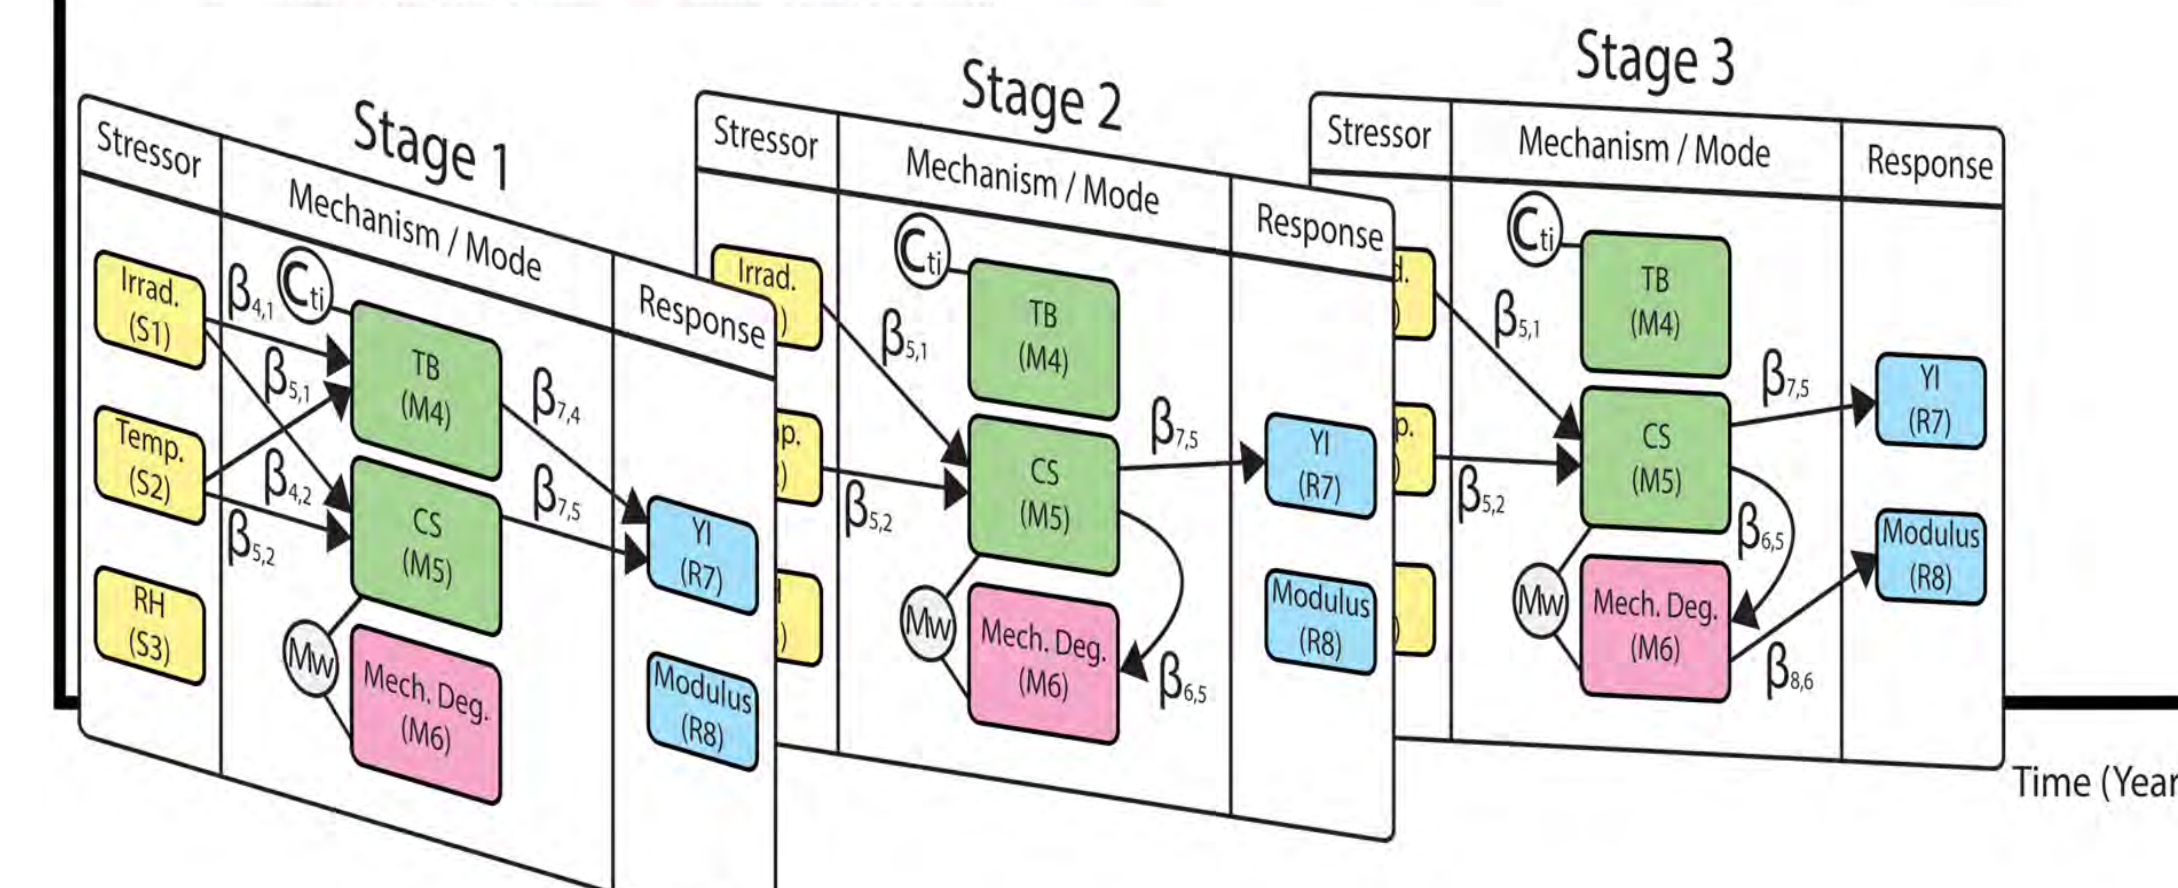 Stage 1
Stressor
Mechanism / Mode
Response
Irrad.
(S1)
Temp.
(S2)
RH
(S3)
β4,1
β5,1
β4,2
β5,2
Cti
TB
(M4)
CS
(M5)
Mw
Mech. Deg.
(M6)
β7,4
β7,5
YI
(R7)
Modulus
(R8)
Stage 2
Stressor
Mechanism / Mode
Response
Irrad.
)
p.
)
)
β5,1
β5,2
Cti
TB
(M4)
CS
(M5)
Mw
Mech. Deg.
(M6)
β7,5
β6,5
YI
(R7)
Modulus
(R8)
Stage 3
Stressor
Mechanism / Mode
Response
d.
)
p.
)
)
β5,1
β5,2
Cti
TB
(M4)
CS
(M5)
Mw
Mech. Deg.
(M6)
β7,5
β6,5
β8,6
YI
(R7)
Modulus
(R8)
Time (Year